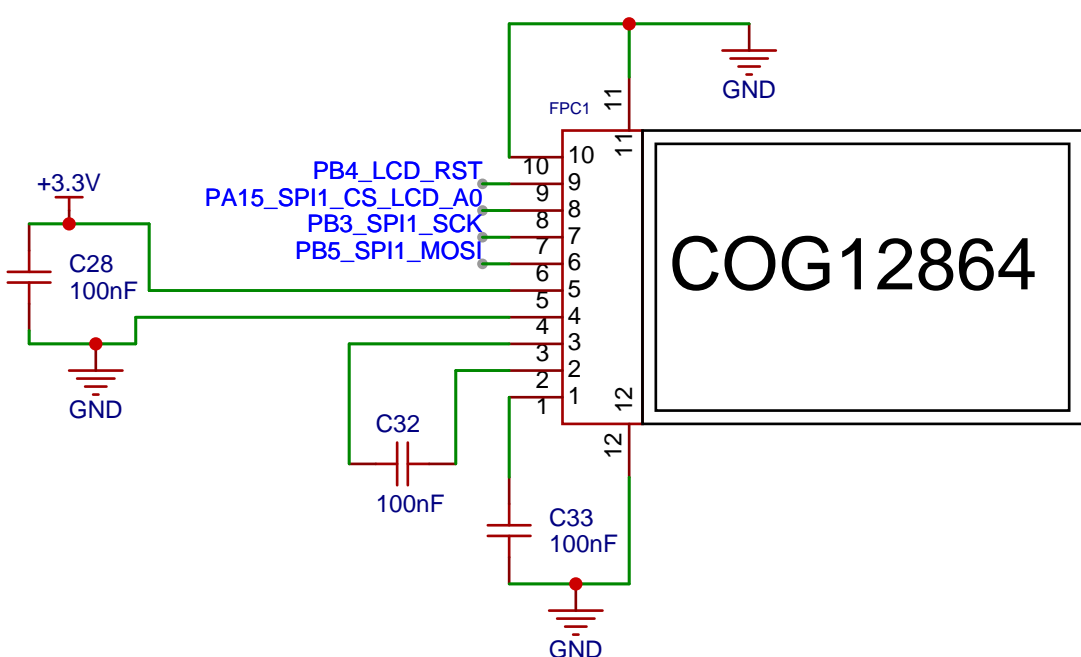 GND
FPC1
11
11
10
10
PB4_LCD_RST
9
9
PA15_SPI1_CS_LCD_A0
8
8
PB3_SPI1_SCK
7
7
PB5_SPI1_MOSI
6
6
+3.3V
C28
100nF
5
5
4
4
3
3
2
2
1
1
GND
COG12864
12
12
C32
100nF
C33
100nF
GND